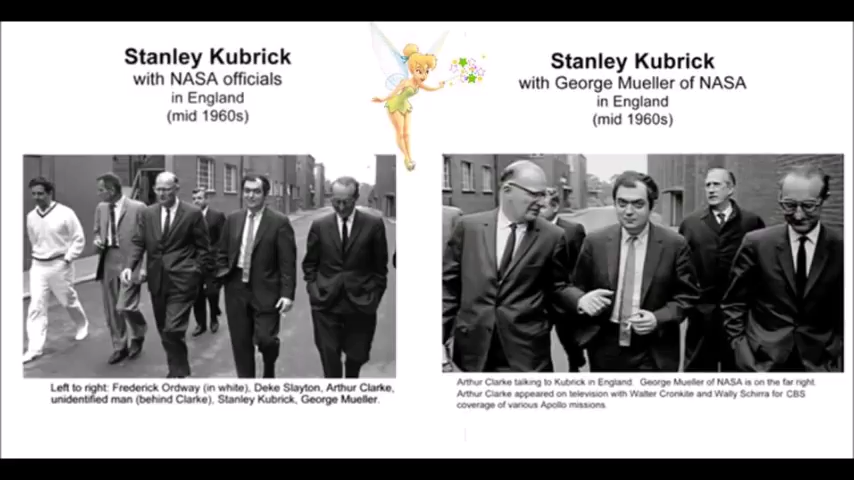 Stanley Kubrick
with NASA officials
in England
(mid 1960s)
Left to right: Frederick Ordway (in white), Deke Slayton, Arthur Clarke,
unidentified man (behind Clarke), Stanley Kubrick, George Mueller.
Stanley Kubrick
with George Mueller of NASA
in England
(mid 1960s)
Arthur Clarke talking to Kubrick in England. George Mueller of NASA is on the far right.
Arthur Clarke appeared on television with Walter Cronkite and Wally Schirra for CBS
coverage of various Apollo missions.